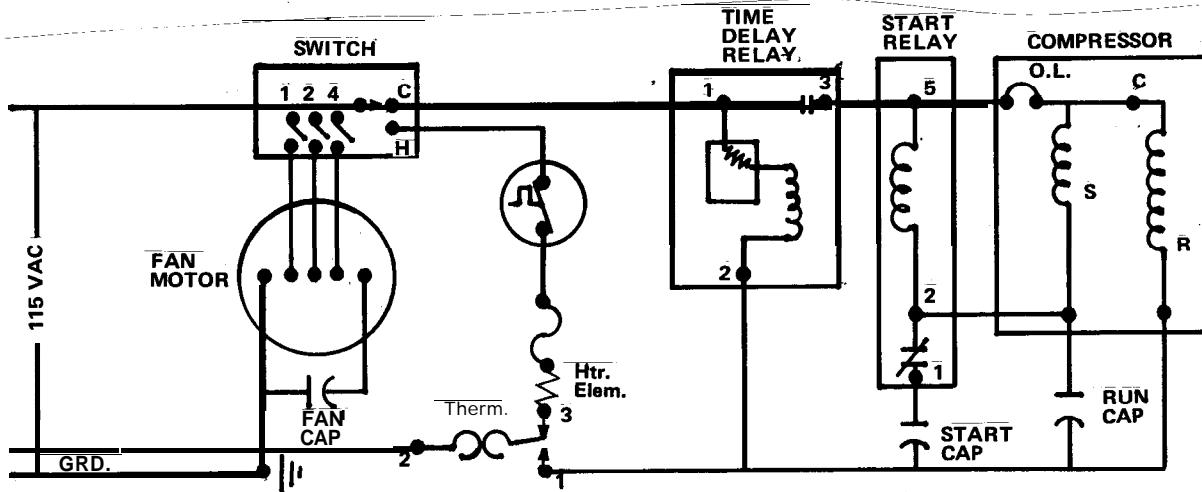 SWITCH
1 2 4 C
H
TIME
DELAY
RELAY
1 3
2
START
RELAY
5
2
1
COMPRESSOR
O.L.
C
S
R
115 VAC
FAN
MOTOR
FAN
CAP
Htr.
Elem.
3
Therm.
2
1
GRD.
START
CAP
RUN
CAP